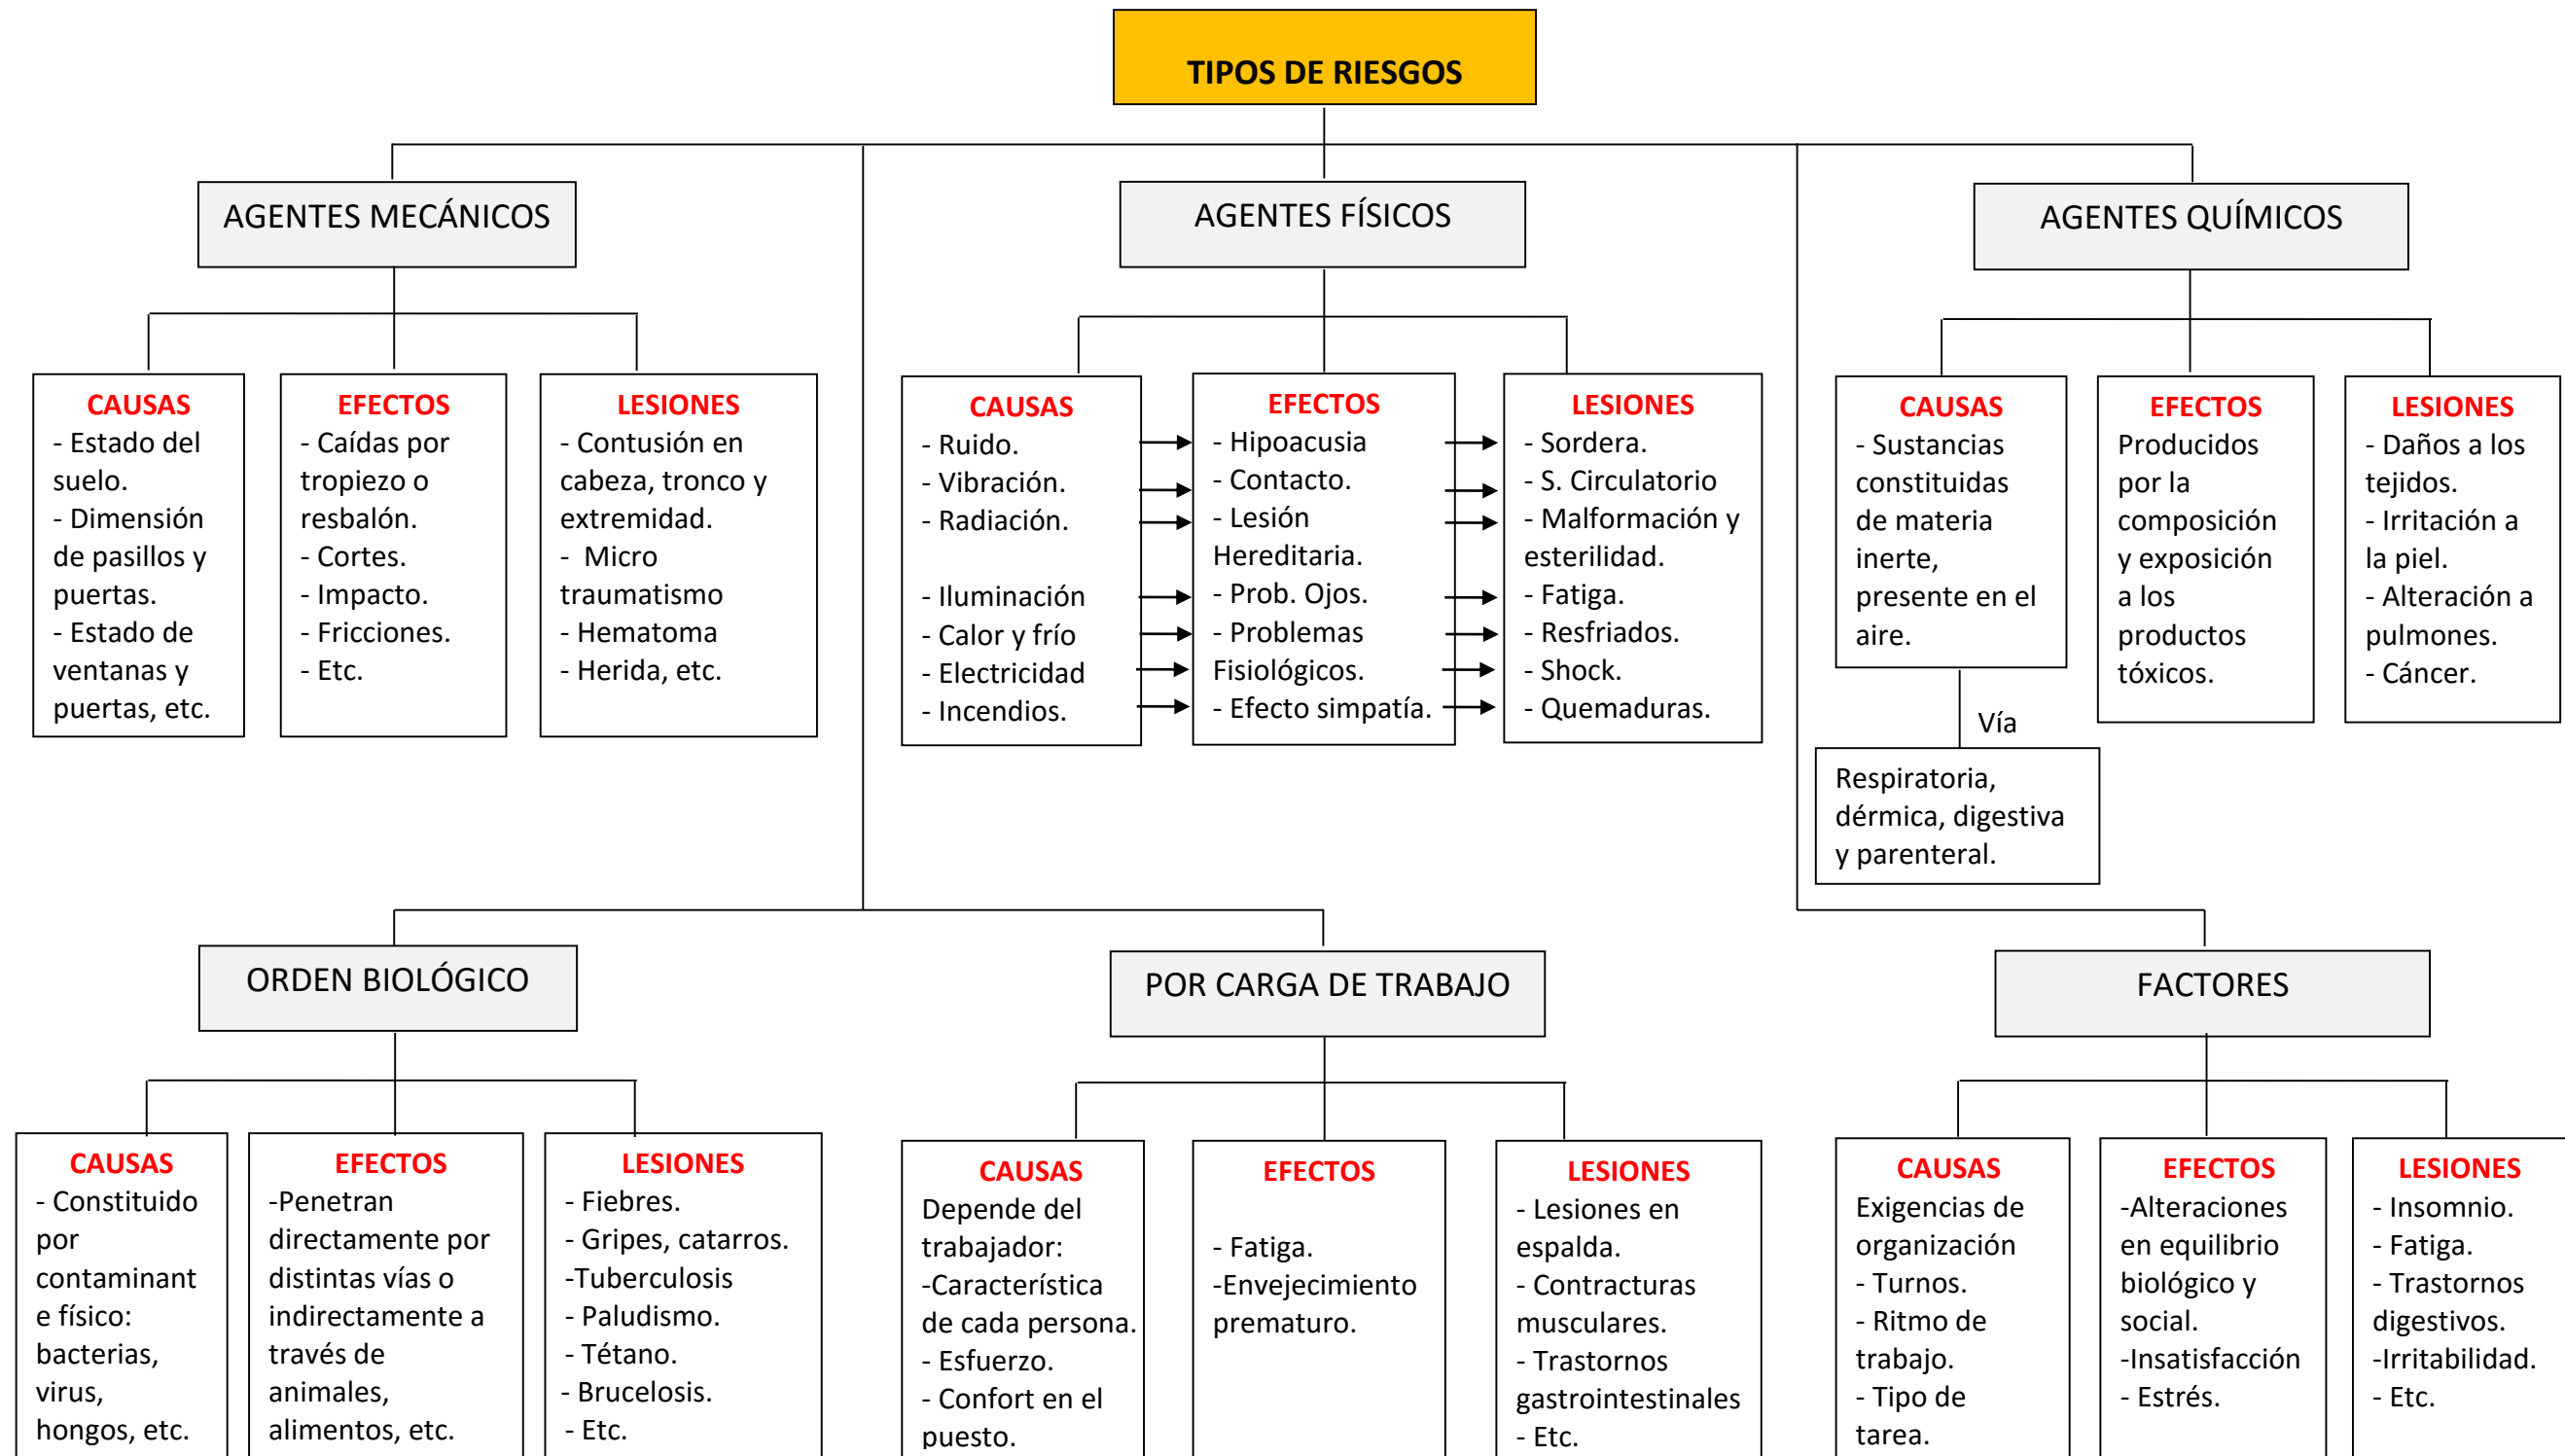 TIPOS DE RIESGOS
AGENTES MECÁNICOS
CAUSAS
- Estado del
suelo.
- Dimensión
de pasillos y
puertas.
- Estado de
ventanas y
puertas, etc.
EFECTOS
- Caídas por
tropiezo o
resbalón.
- Cortes.
- Impacto.
- Fricciones.
- Etc.
LESIONES
- Contusión en
cabeza, tronco y
extremidad.
- Micro
traumatismo
- Hematoma
- Herida, etc.
AGENTES FÍSICOS
CAUSAS
- Ruido.
- Vibración.
- Radiación.
- Iluminación
- Calor y frío
- Electricidad
- Incendios.
EFECTOS
- Hipoacusia
- Contacto.
- Lesión
Hereditaria.
- Prob. Ojos.
- Problemas
Fisiológicos.
- Efecto simpatía.
LESIONES
- Sordera.
- S. Circulatorio
- Malformación y
esterilidad.
- Fatiga.
- Resfriados.
- Shock.
- Quemaduras.
AGENTES QUÍMICOS
CAUSAS
- Sustancias
constituidas
de materia
inerte,
presente en el
aire.
Vía
Respiratoria,
dérmica, digestiva
y parenteral.
EFECTOS
Producidos
por la
composición
y exposición
a los
productos
tóxicos.
LESIONES
- Daños a los
tejidos.
- Irritación a
la piel.
- Alteración a
pulmones.
- Cáncer.
ORDEN BIOLÓGICO
CAUSAS
- Constituido
por
contaminant
e físico:
bacterias,
virus,
hongos, etc.
EFECTOS
-Penetran
directamente por
distintas vías o
indirectamente a
través de
animales,
alimentos, etc.
LESIONES
- Fiebres.
- Gripes, catarros.
-Tuberculosis
- Paludismo.
- Tétano.
- Brucelosis.
- Etc.
POR CARGA DE TRABAJO
CAUSAS
Depende del
trabajador:
-Característica
de cada persona.
- Esfuerzo.
- Confort en el
puesto.
EFECTOS
- Fatiga.
-Envejecimiento
prematuro.
LESIONES
- Lesiones en
espalda.
- Contracturas
musculares.
- Trastornos
gastrointestinales
- Etc.
FACTORES
CAUSAS
Exigencias de
organización
- Turnos.
- Ritmo de
trabajo.
- Tipo de
tarea.
EFECTOS
-Alteraciones
en equilibrio
biológico y
social.
-Insatisfacción
- Estrés.
LESIONES
- Insomnio.
- Fatiga.
- Trastornos
digestivos.
-Irritabilidad.
- Etc.